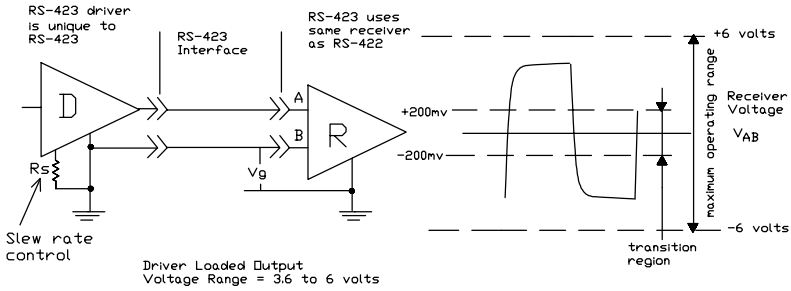 RS-423 driver
is unique to
RS-423
RS-423
Interface
RS-423 uses
same receiver
as RS-422
D
Rs
Slew rate
control
A
B
Vg
R
+6 volts
+200mv
-200mv
-6 volts
maximum operating range
Receiver
Voltage
VAB
transition
region
Driver Loaded Output
Voltage Range = 3.6 to 6 volts